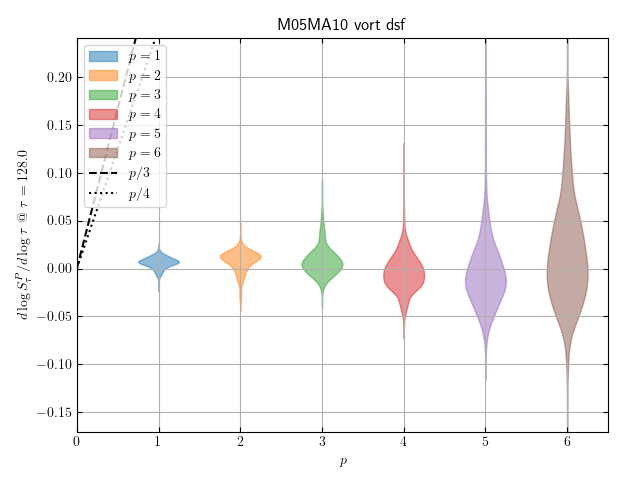 M05MA10 vort dsf
d log S_τ^P / d log τ @ τ = 128.0
0.20
0.15
0.10
0.05
0.00
−0.05
−0.10
−0.15
p = 1
p = 2
p = 3
p = 4
p = 5
p = 6
p/3
p/4
0 1 2 3 4 5 6
p